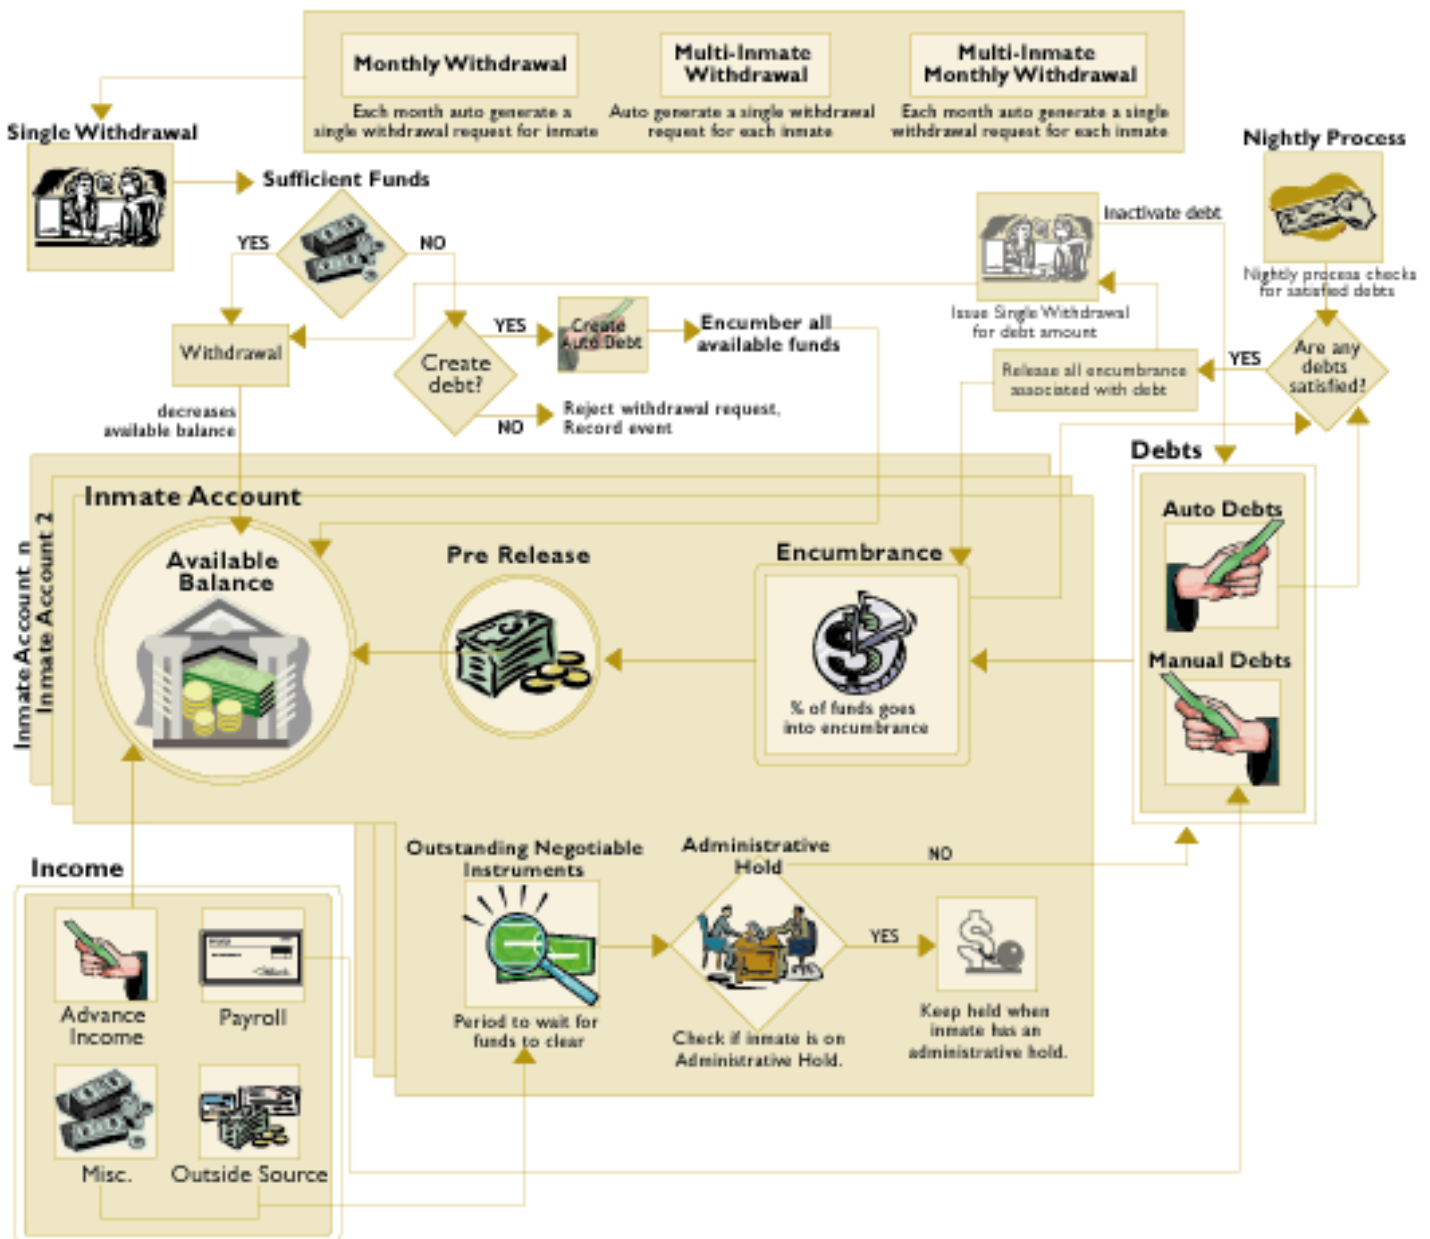 Monthly Withdrawal
Each month auto generate a
single withdrawal request for inmate
Multi-Inmate
Withdrawal
Auto generate a single withdrawal
request for each inmate
Multi-Inmate
Monthly Withdrawal
Each month auto generate a single
withdrawal request for each inmate
Single Withdrawal
Sufficient Funds
YES
NO
Withdrawal
decreases
available balance
Create
debt?
YES
Create
Auto Debt
Encumber all
available funds
NO
Reject withdrawal request,
Record event
Inactivate debt
Issue Single Withdrawal
for debt amount
Release all encumbrance
associated with debt
Nightly Process
Nightly process checks
for satisfied debts
YES
Are any
debts
satisfied?
Inmate Account n
Inmate Account 2
Inmate Account
Available
Balance
Pre Release
Encumbrance
% of funds goes
into encumbrance
Debts
Auto Debts
Manual Debts
Income
Advance
Income
Payroll
Misc.
Outside Source
Outstanding Negotiable
Instruments
Period to wait for
funds to clear
Administrative
Hold
Check if inmate is on
Administrative Hold.
NO
YES
Keep held when
inmate has an
administrative hold.